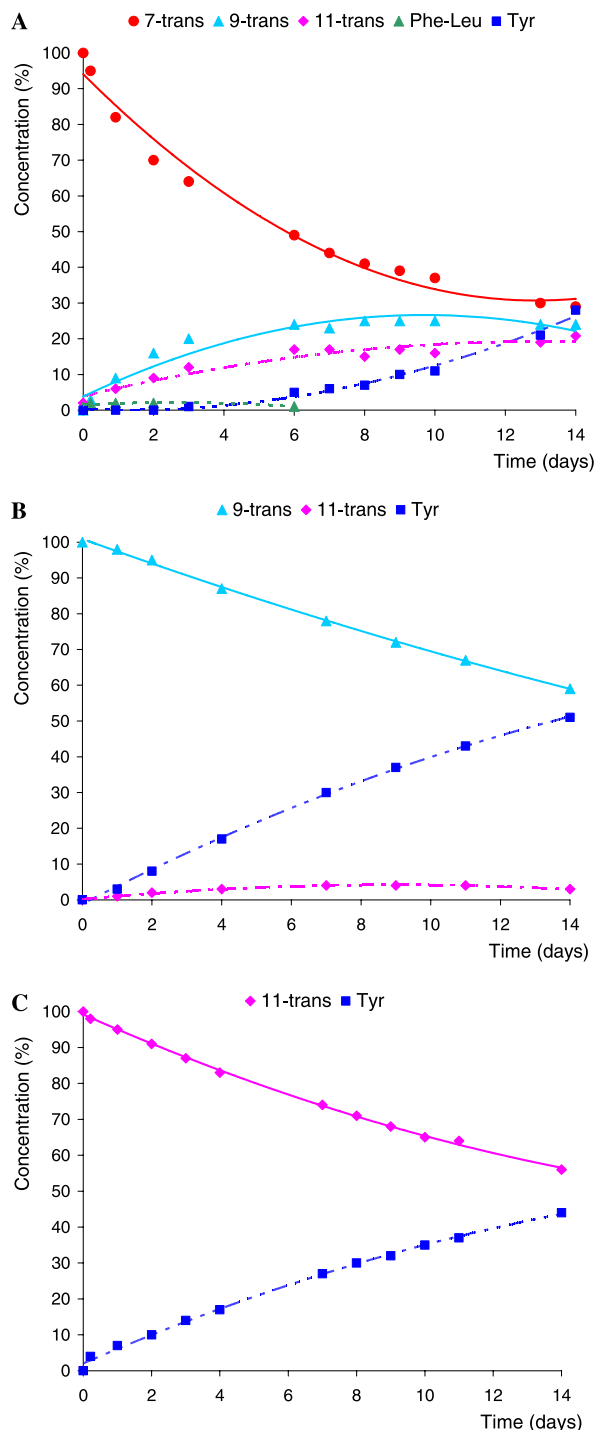 A
7-trans 9-trans 11-trans Phe-Leu Tyr
Concentration (%)
100
90
80
70
60
50
40
30
20
10
0
0 2 4 6 8 10 12 14
Time (days)
B
9-trans 11-trans Tyr
Concentration (%)
100
90
80
70
60
50
40
30
20
10
0
0 2 4 6 8 10 12 14
Time (days)
C
11-trans Tyr
Concentration (%)
100
90
80
70
60
50
40
30
20
10
0
0 2 4 6 8 10 12 14
Time (days)